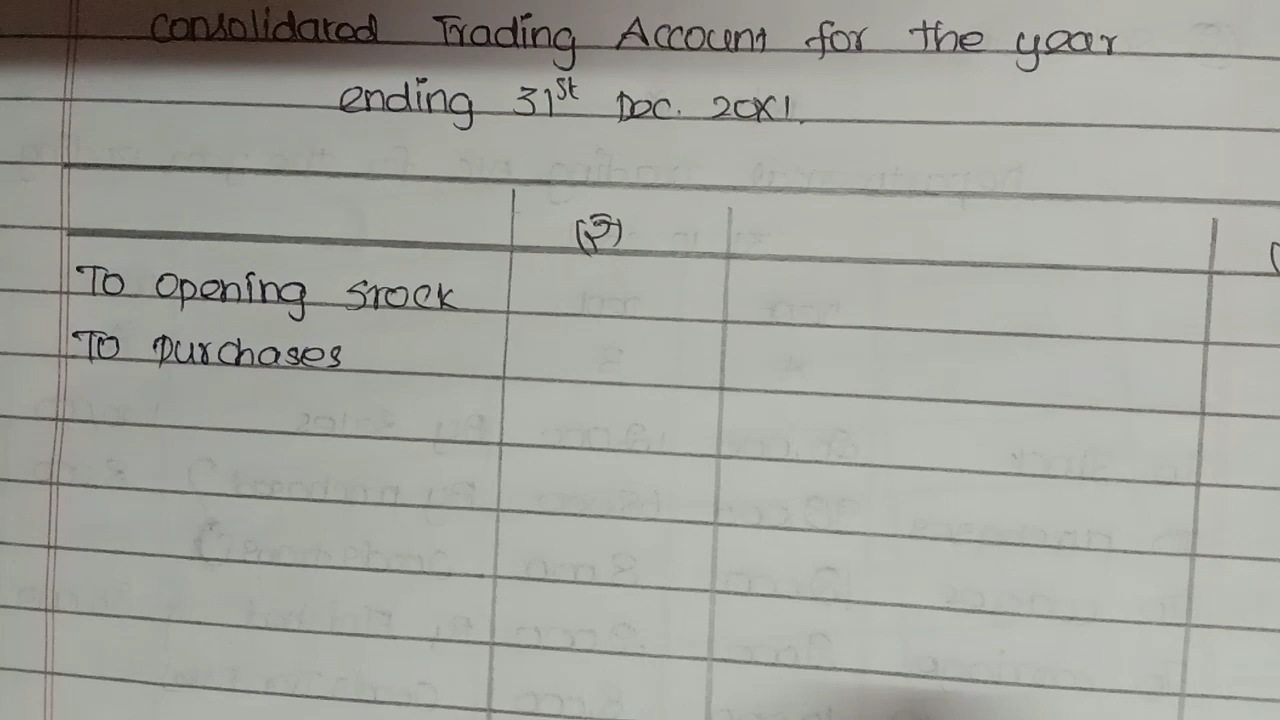 Consolidated Trading Account for the year
ending 31st Dec. 20X1.
(₹)
To Opening Stock
To purchases